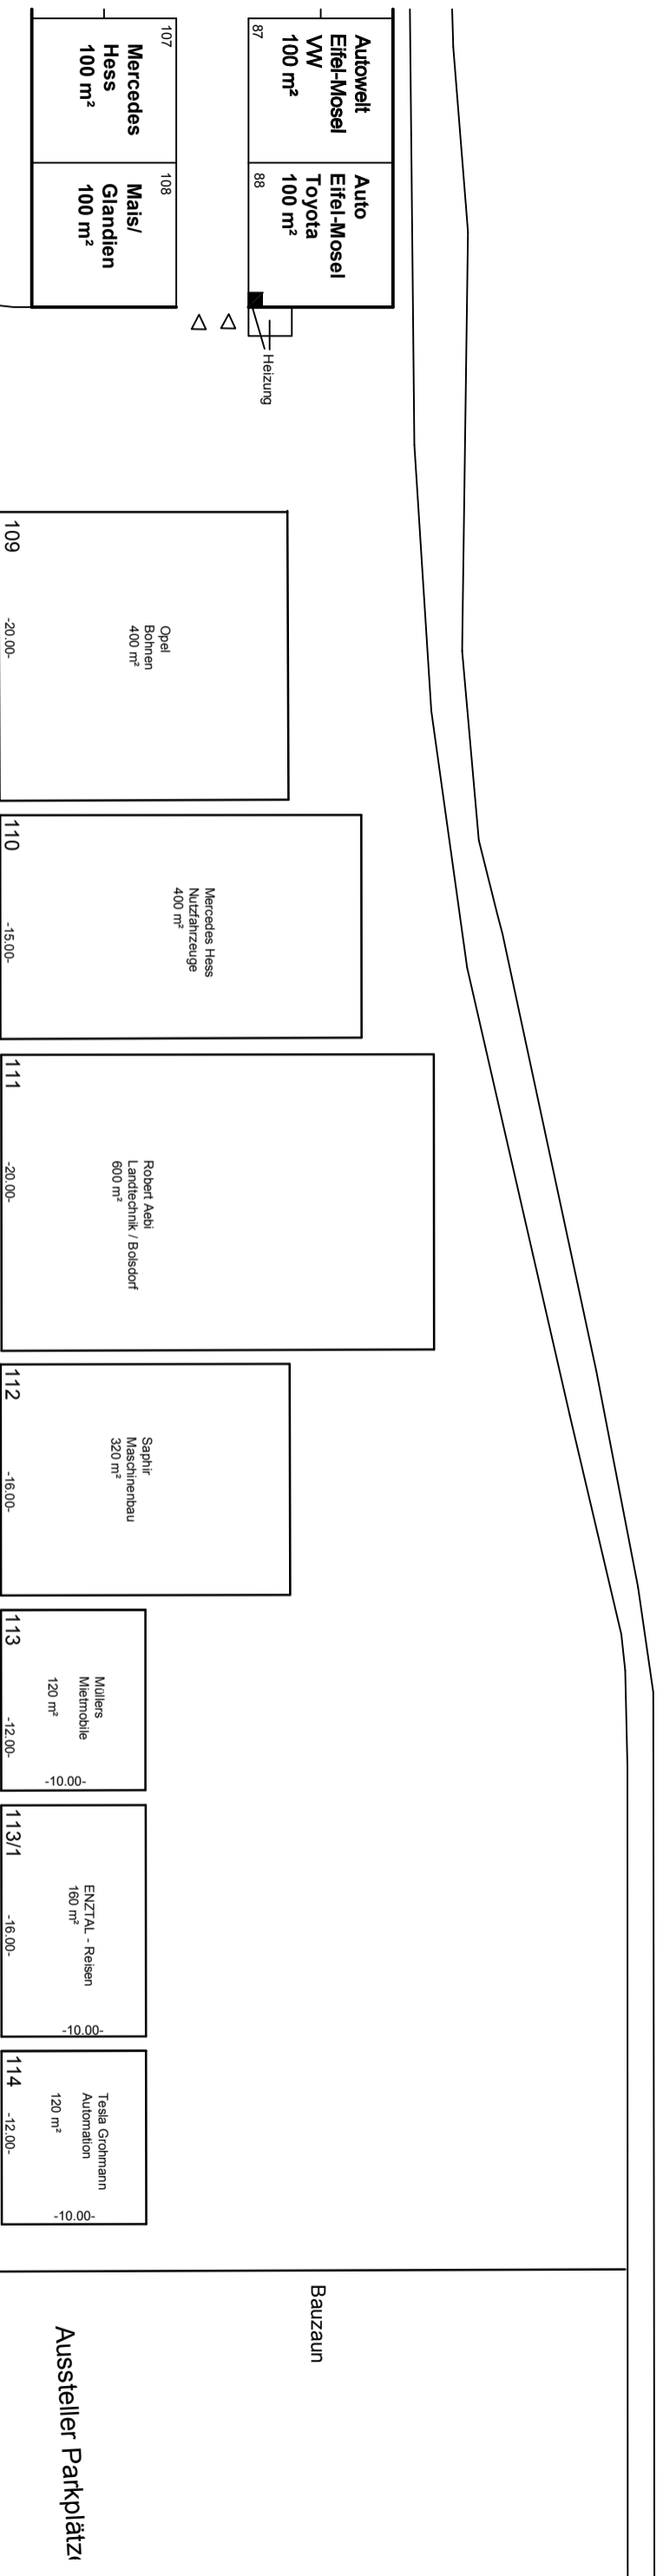 87
Autowelt
Eifel-Mosel
VW
100 m²
88
Auto
Eifel-Mosel
Toyota
100 m²
107
Mercedes
Hess
100 m²
108
Mais/
Glandien
100 m²
Heizung
109
Opel
Bohnen
400 m²
-20.00-
110
Mercedes Hess
Nutzfahrzeuge
400 m²
-15.00-
111
Robert Aebi
Landtechnik / Bolsdorf
600 m²
-20.00-
112
Saphir
Maschinenbau
320 m²
-16.00-
113
Müllers
Mietmobile
120 m²
-12.00-
-10.00-
113/1
ENZTAL - Reisen
160 m²
-16.00-
-10.00-
114
Tesla Grohmann
Automation
120 m²
-12.00-
-10.00-
Bauzaun
Aussteller Parkplätz